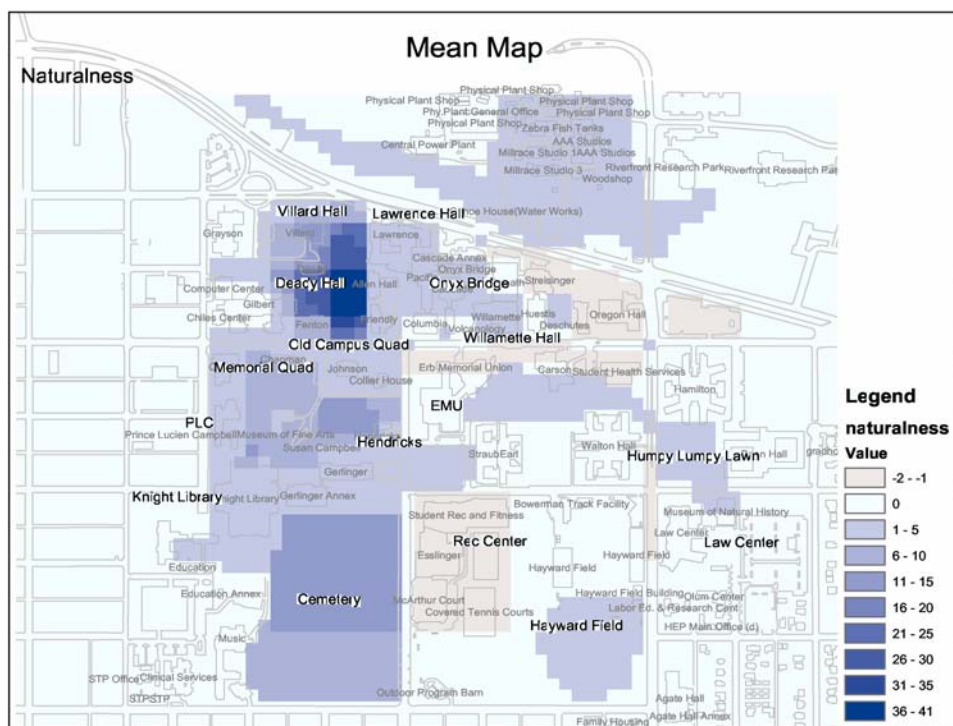 Mean Map
Naturalness
Physical Plant Shop
Physical Plant Shop
Physical Plant Shop
Phy.Plant General Office
Physical Plant Shop
Physical Plant Shop
Zebra Fish Tanks
Central Power Plant
AAA Studios
Millrace Studio 1AAA Studios
Millrace Studio 3
Riverfront Research Park
Riverfront Research Par
Woodshop
Villard Hall
Lawrence Hall
House(Water Works)
Grayson
Villard
Lawrence
Cascade Annex
Onyx Bridge
Computer Center
Deady Hall
Allen Hall
Pacific
Onyx Bridge
Streisinger
Gilbert
Chiles Center
Fenton
Friendly
Columbia
Willamette
Volcanology
Huestis
Deschutes
Oregon Hall
Old Campus Quad
Willamette Hall
Chapman
Memorial Quad
Johnson
Collier House
Erb Memorial Union
Carson
Student Health Services
Hamilton
EMU
PLC
Prince Lucien Campbell
Museum of Fine Arts
Hendricks
Susan Campbell
Straub
Earl
Walton Hall
Humpy Lumpy Lawn
Gerlinger
Knight Library
Knight Library
Gerlinger Annex
Bowerman Track Facility
Museum of Natural History
Student Rec and Fitness
Rec Center
Law Center
Law Center
Esslinger
Hayward Field
Hayward Field
Education
Education Annex
Cemetery
McArthur Court
Covered Tennis Courts
Hayward Field Building
Olum Center
Labor Ed. & Research Cent
Hayward Field
HEP Main Office (d)
Music
STP Office
Clinical Services
STPSTP
Outdoor Program Barn
Agate Hall
Agate Hall Annex
Family Housing
Legend
naturalness
Value
-2 - -1
0
1 - 5
6 - 10
11 - 15
16 - 20
21 - 25
26 - 30
31 - 35
36 - 41